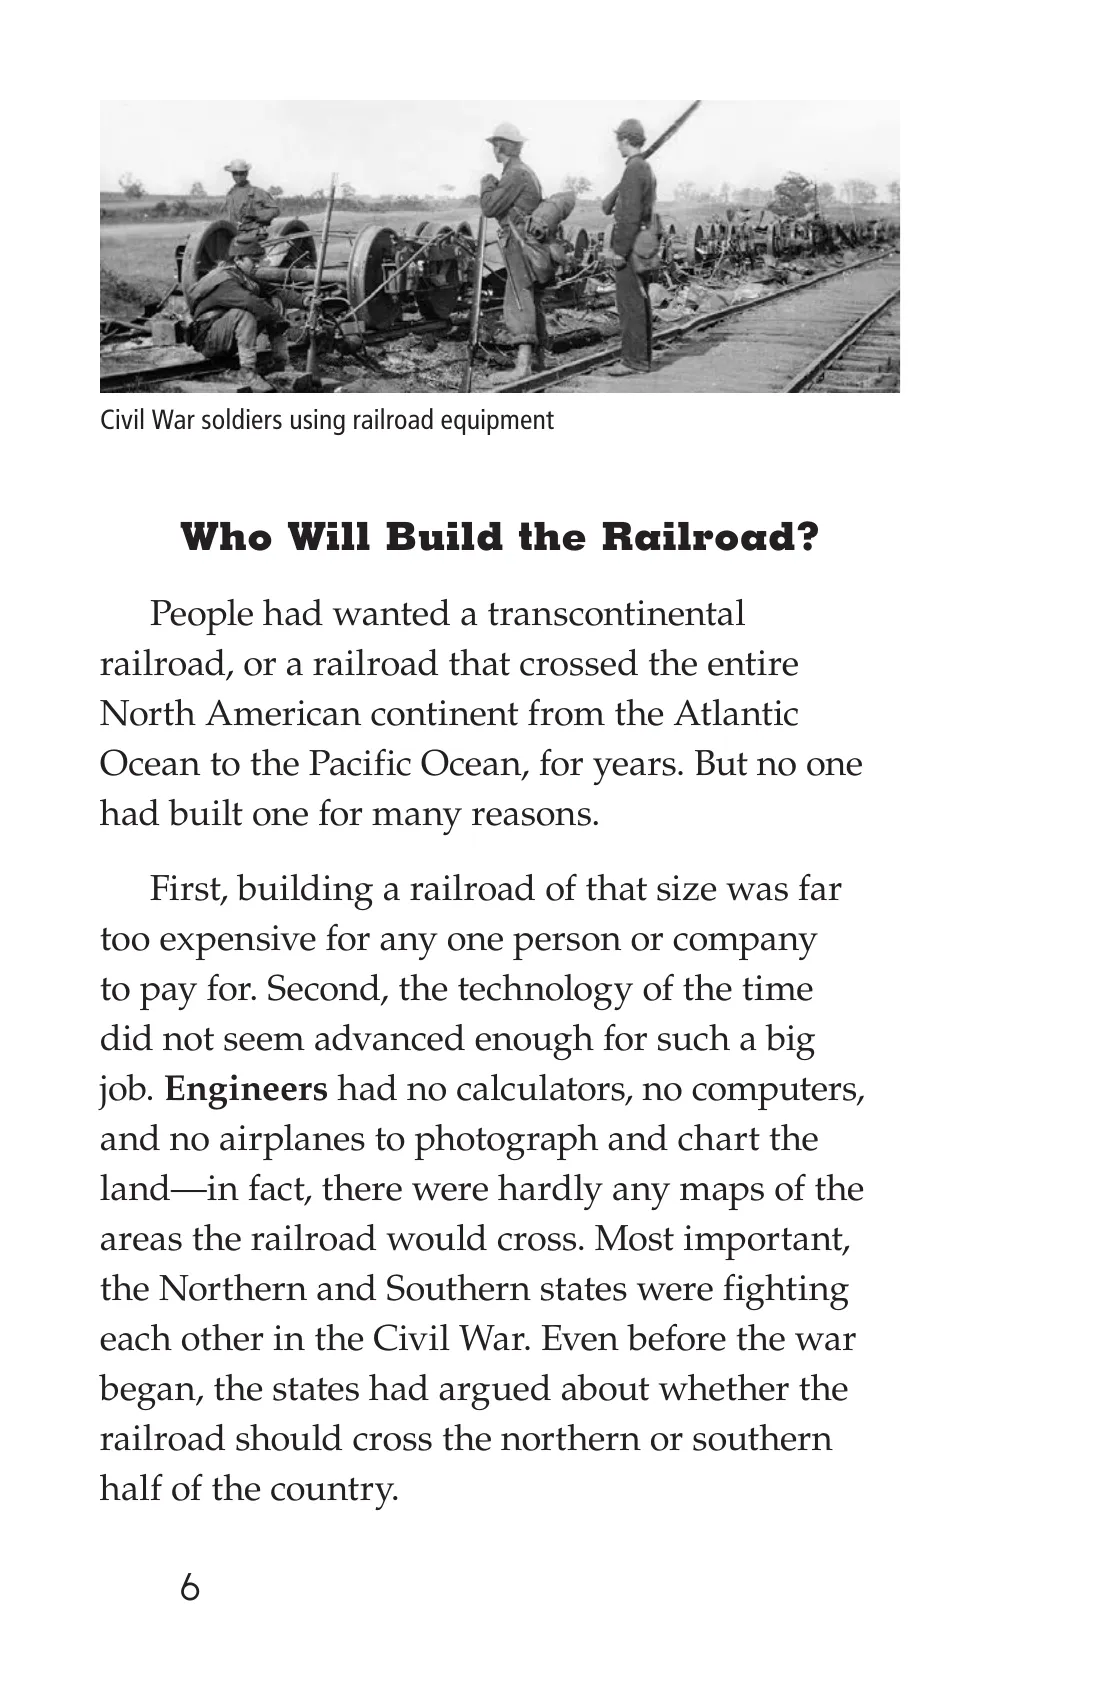 Civil War soldiers using railroad equipment
Who Will Build the Railroad?
People had wanted a transcontinental
railroad, or a railroad that crossed the entire
North American continent from the Atlantic
Ocean to the Pacific Ocean, for years. But no one
had built one for many reasons.
First, building a railroad of that size was far
too expensive for any one person or company
to pay for. Second, the technology of the time
did not seem advanced enough for such a big
job. Engineers had no calculators, no computers,
and no airplanes to photograph and chart the
land—in fact, there were hardly any maps of the
areas the railroad would cross. Most important,
the Northern and Southern states were fighting
each other in the Civil War. Even before the war
began, the states had argued about whether the
railroad should cross the northern or southern
half of the country.
6